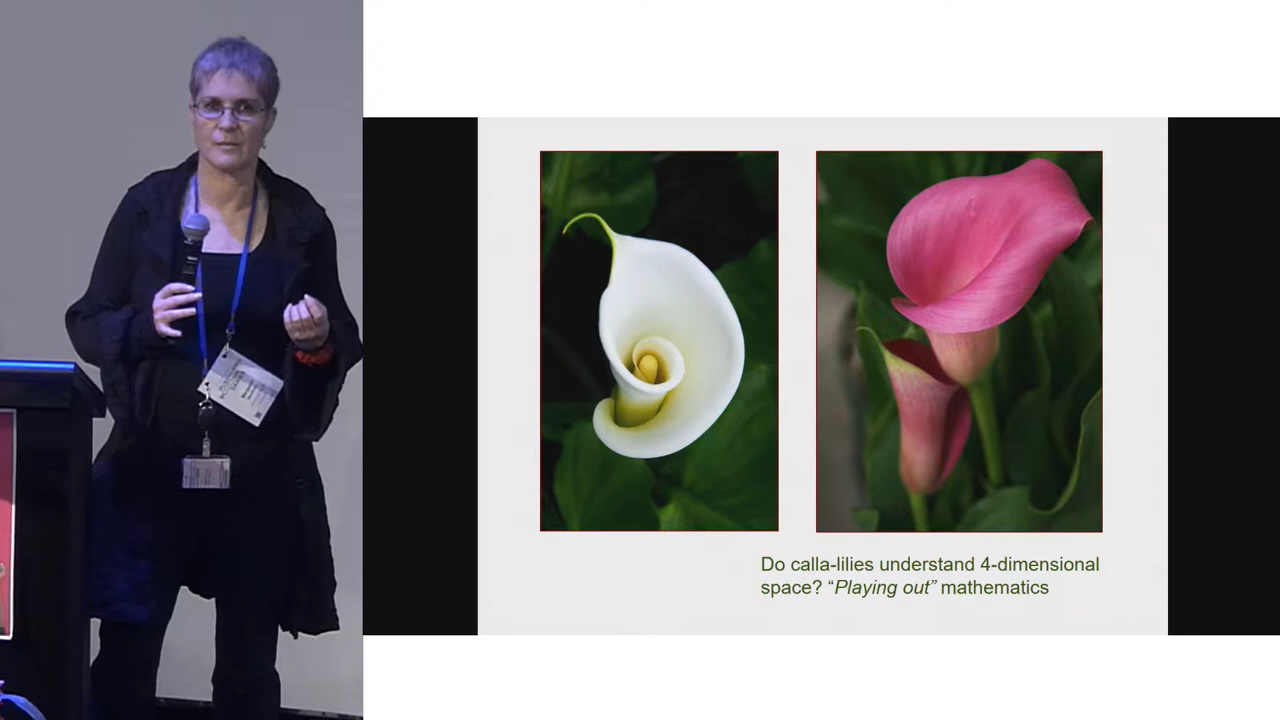 Do calla-lilies understand 4-dimensional
space? “Playing out” mathematics